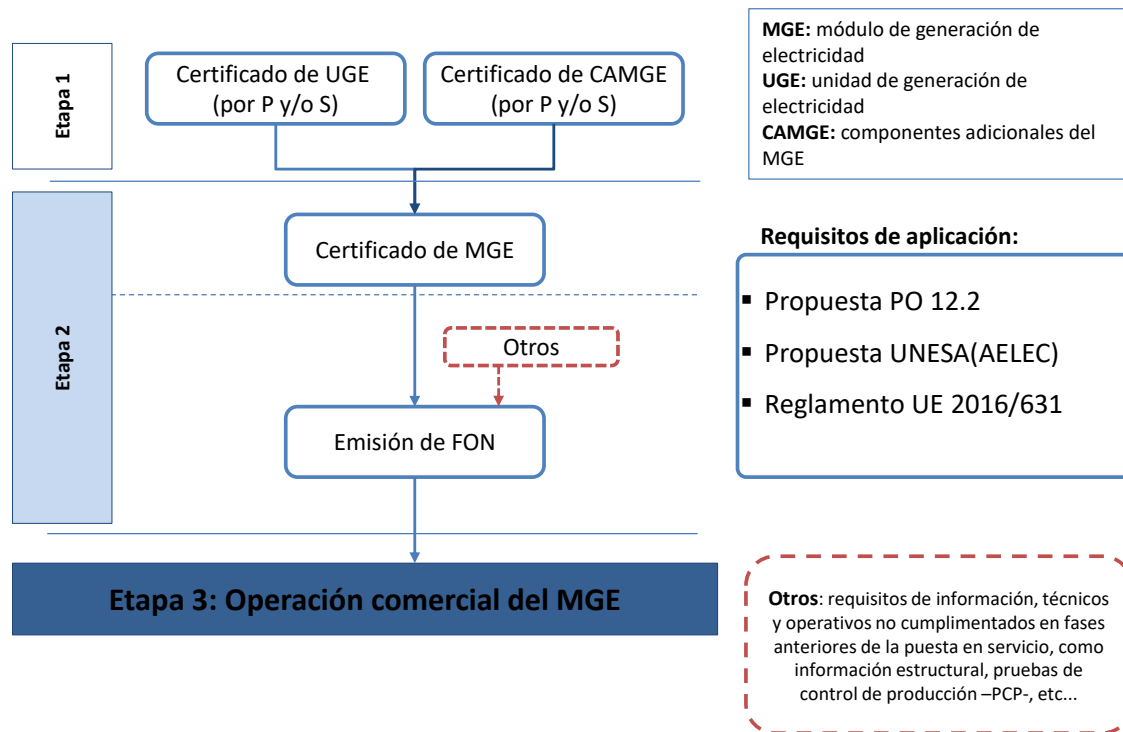 Etapa 1
Certificado de UGE
(por P y/o S)
Certificado de CAMGE
(por P y/o S)
MGE: módulo de generación de
electricidad
UGE: unidad de generación de
electricidad
CAMGE: componentes adicionales del
MGE
Etapa 2
Certificado de MGE
Otros
Emisión de FON
Requisitos de aplicación:
▪ Propuesta PO 12.2
▪ Propuesta UNESA(AELEC)
▪ Reglamento UE 2016/631
Etapa 3: Operación comercial del MGE
Otros: requisitos de información, técnicos
y operativos no cumplimentados en fases
anteriores de la puesta en servicio, como
información estructural, pruebas de
control de producción –PCP-, etc...